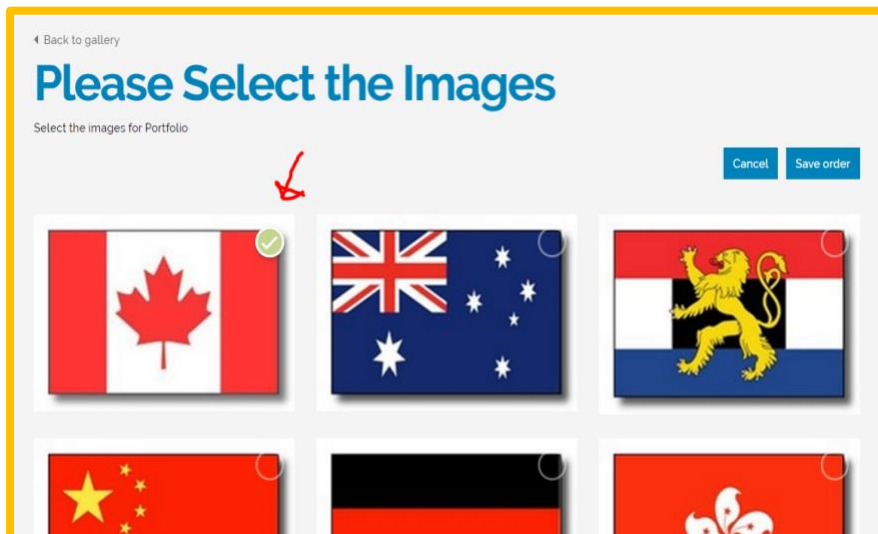 Back to gallery
Please Select the Images
Select the images for Portfolio
Cancel
Save order